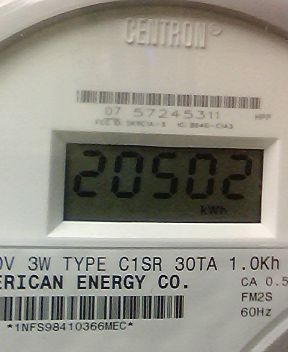 CENTRON®
07 57245311 HPP
20502
kWh
0V 3W TYPE C1SR 30TA 1.0Kh
ERICAN ENERGY CO. CA 0.5
FM2S
60Hz
*1NFS98410366MEC*